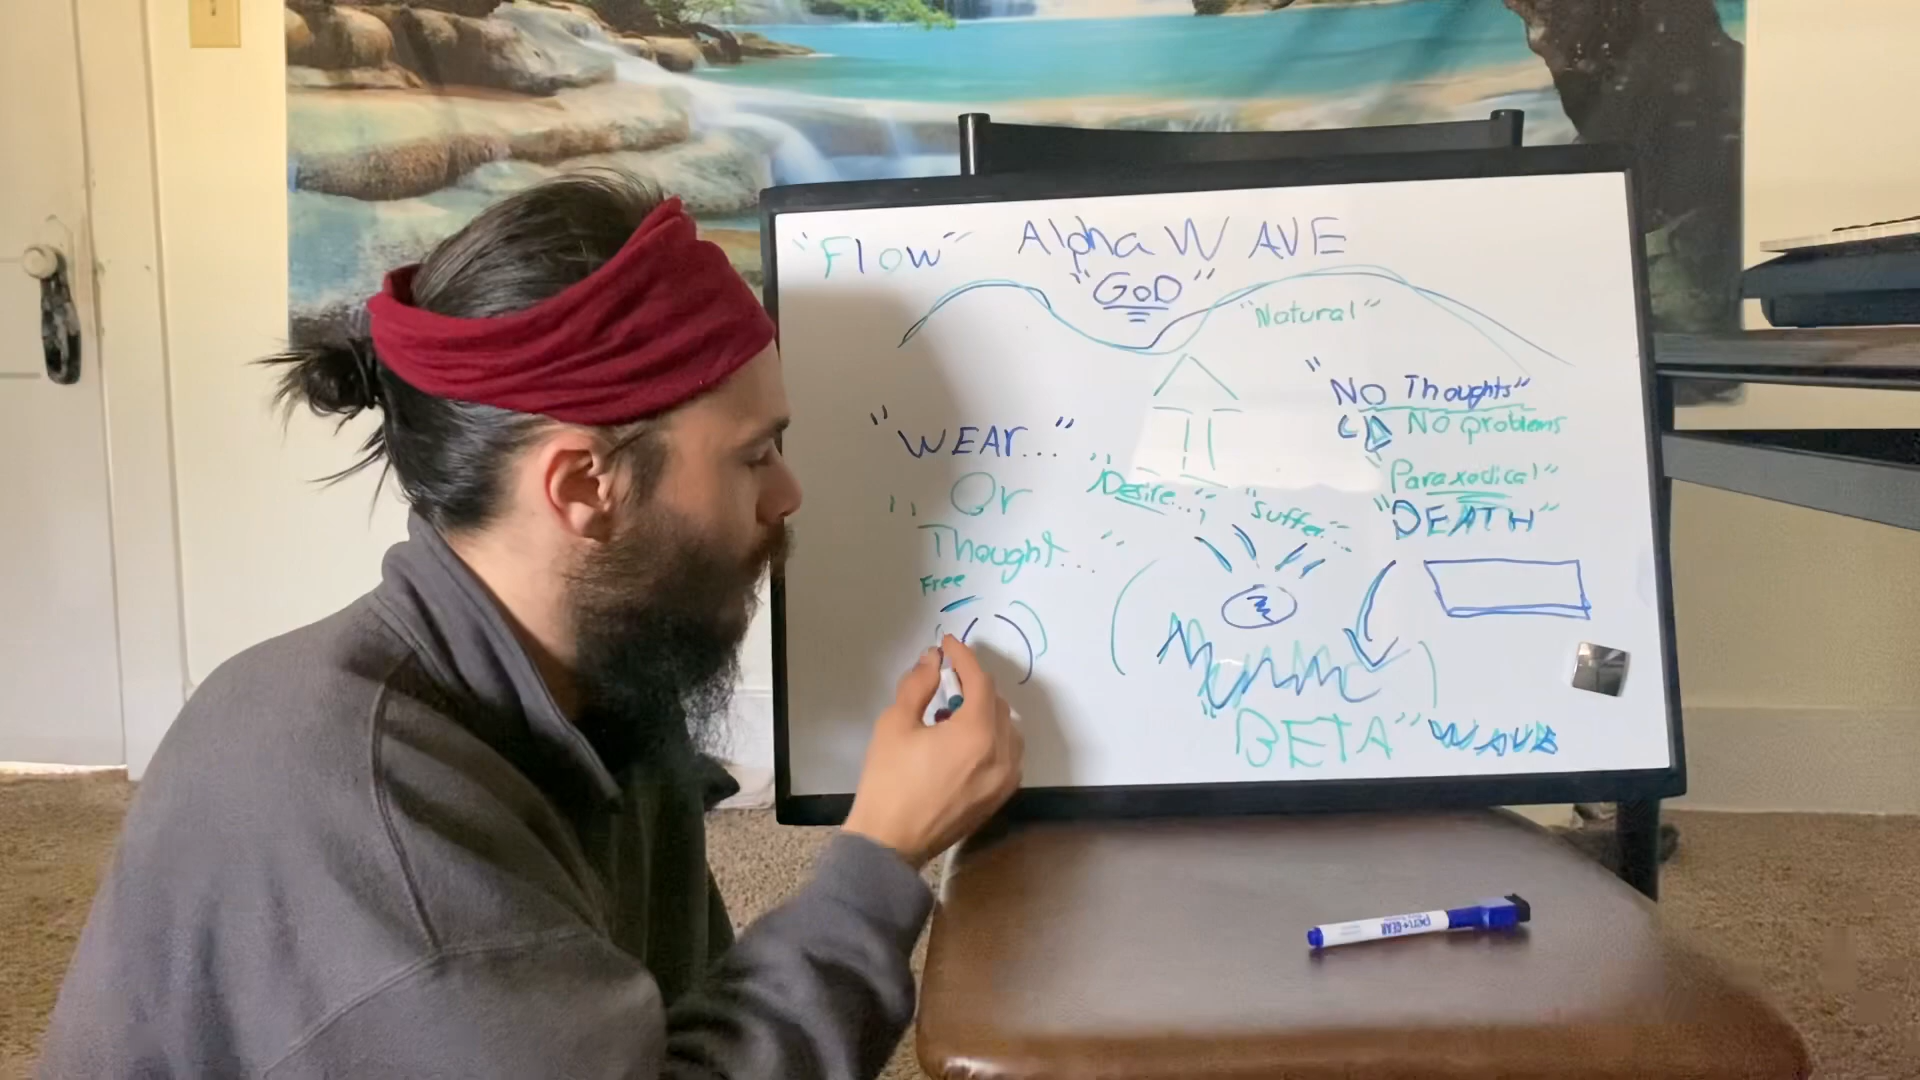 "Flow" Alpha WAVE
"GoD"
"Natural"
"NO Thoughts"
No problems
"WEAr..."
"Paraxodical"
"Desire..."
"Suffer..."
"DEATH"
"Or
Thought..."
Free
"BETA" WAVE